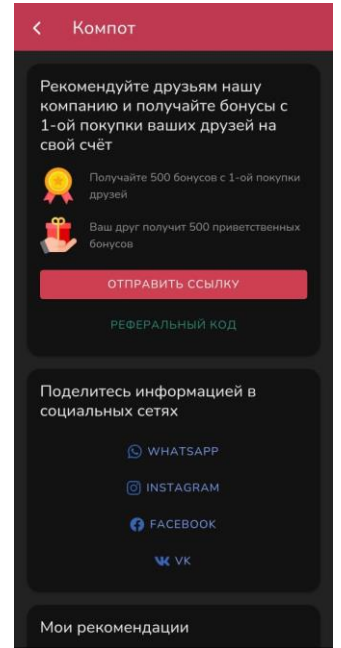 Компот
Рекомендуйте друзьям нашу
компанию и получайте бонусы с
1-ой покупки ваших друзей на
свой счёт
Получайте 500 бонусов с 1-ой покупки
друзей
Ваш друг получит 500 приветственных
бонусов
ОТПРАВИТЬ ССЫЛКУ
РЕФЕРАЛЬНЫЙ КОД
Поделитесь информацией в
социальных сетях
WHATSAPP
INSTAGRAM
FACEBOOK
VK
Мои рекомендации